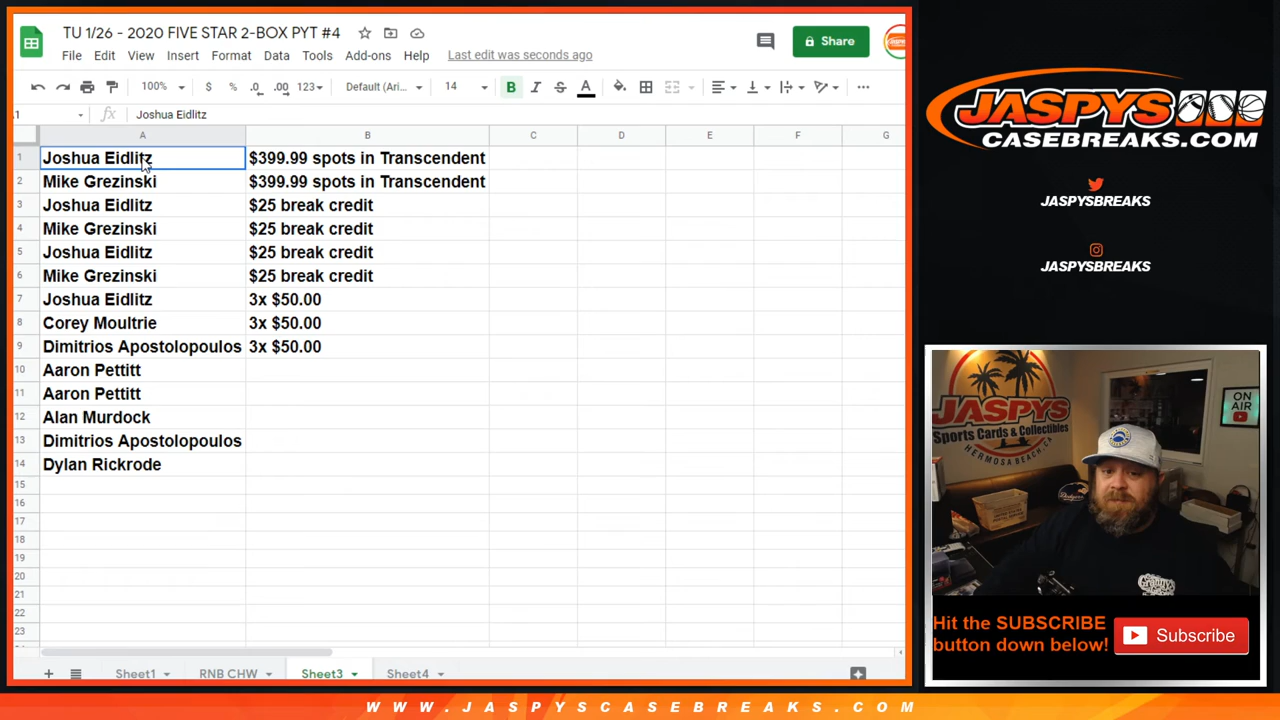 TU 1/26 - 2020 FIVE STAR 2-BOX PYT #4
File Edit View Insert Format Data Tools Add-ons Help Last edit was seconds ago
Share
100% $ % .0 .00 123 Default (Ari... 14 B I S A
1 fx Joshua Eidlitz
A B C D E F G
1 Joshua Eidlitz $399.99 spots in Transcendent
2 Mike Grezinski $399.99 spots in Transcendent
3 Joshua Eidlitz $25 break credit
4 Mike Grezinski $25 break credit
5 Joshua Eidlitz $25 break credit
6 Mike Grezinski $25 break credit
7 Joshua Eidlitz 3x $50.00
8 Corey Moultrie 3x $50.00
9 Dimitrios Apostolopoulos 3x $50.00
10 Aaron Pettitt
11 Aaron Pettitt
12 Alan Murdock
13 Dimitrios Apostolopoulos
14 Dylan Rickrode
15
16
17
18
19
20
21
22
23
Sheet1 RNB CHW Sheet3 Sheet4
JASPYS
CASEBREAKS.COM
JASPYSBREAKS
JASPYSBREAKS
JASPYS
Sports Cards & Collectibles
HERMOSA BEACH, CA
ON
AIR
Dodgers
Hit the SUBSCRIBE
button down below!
Subscribe
WWW.JASPYSCASEBREAKS.COM